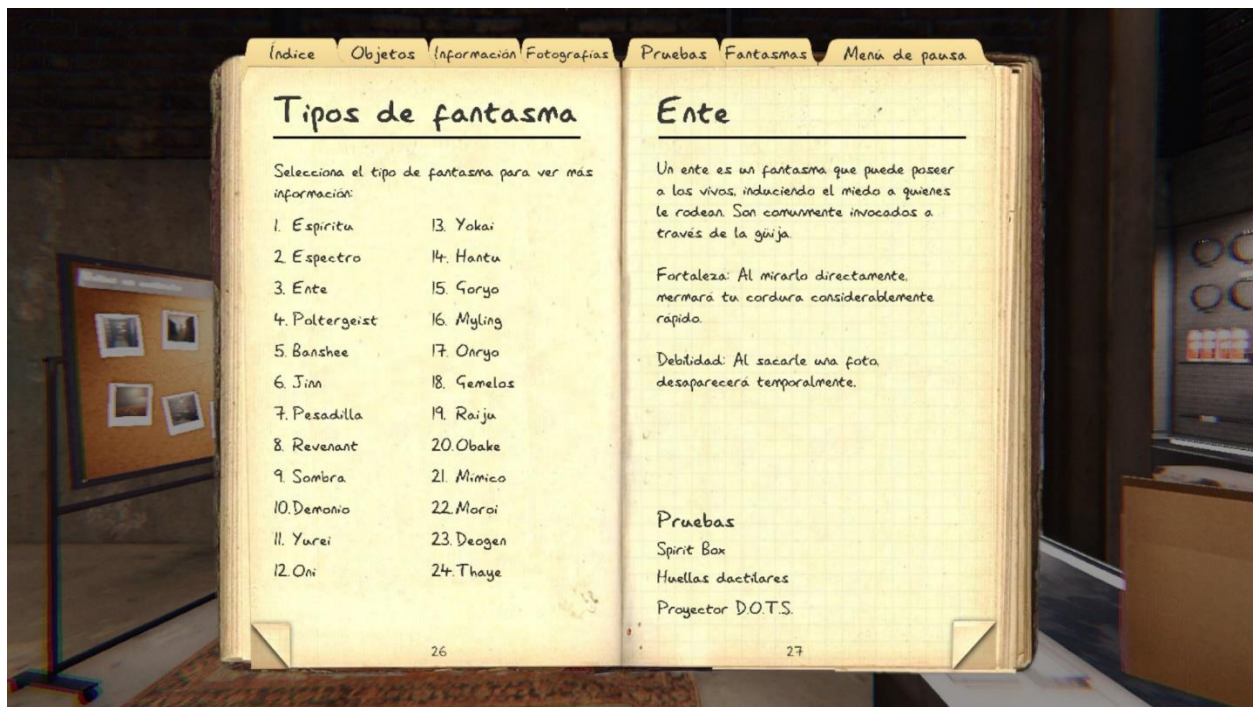 Índice Objetos Información Fotografías Pruebas Fantasmas Menú de pausa
Tipos de fantasma
Selecciona el tipo de fantasma para ver más
información:
1. Espíritu
2. Espectro
3. Ente
4. Poltergeist
5. Banshee
6. Jinn
7. Pesadilla
8. Revenant
9. Sombra
10. Demonio
11. Yurei
12. Oni
13. Yokai
14. Hantu
15. Goryo
16. Myling
17. Onryo
18. Gemelos
19. Raiju
20. Obake
21. Mímico
22. Moroi
23. Deogen
24. Thaye
26
Ente
Un ente es un fantasma que puede poseer
a los vivos, induciendo el miedo a quienes
le rodean. Son comunmente invocados a
través de la güija.
Fortaleza: Al mirarlo directamente,
mermará tu cordura considerablemente
rápido.
Debilidad: Al sacarle una foto,
desaparecerá temporalmente.
Pruebas
Spirit Box
Huellas dactilares
Proyector D.O.T.S.
27